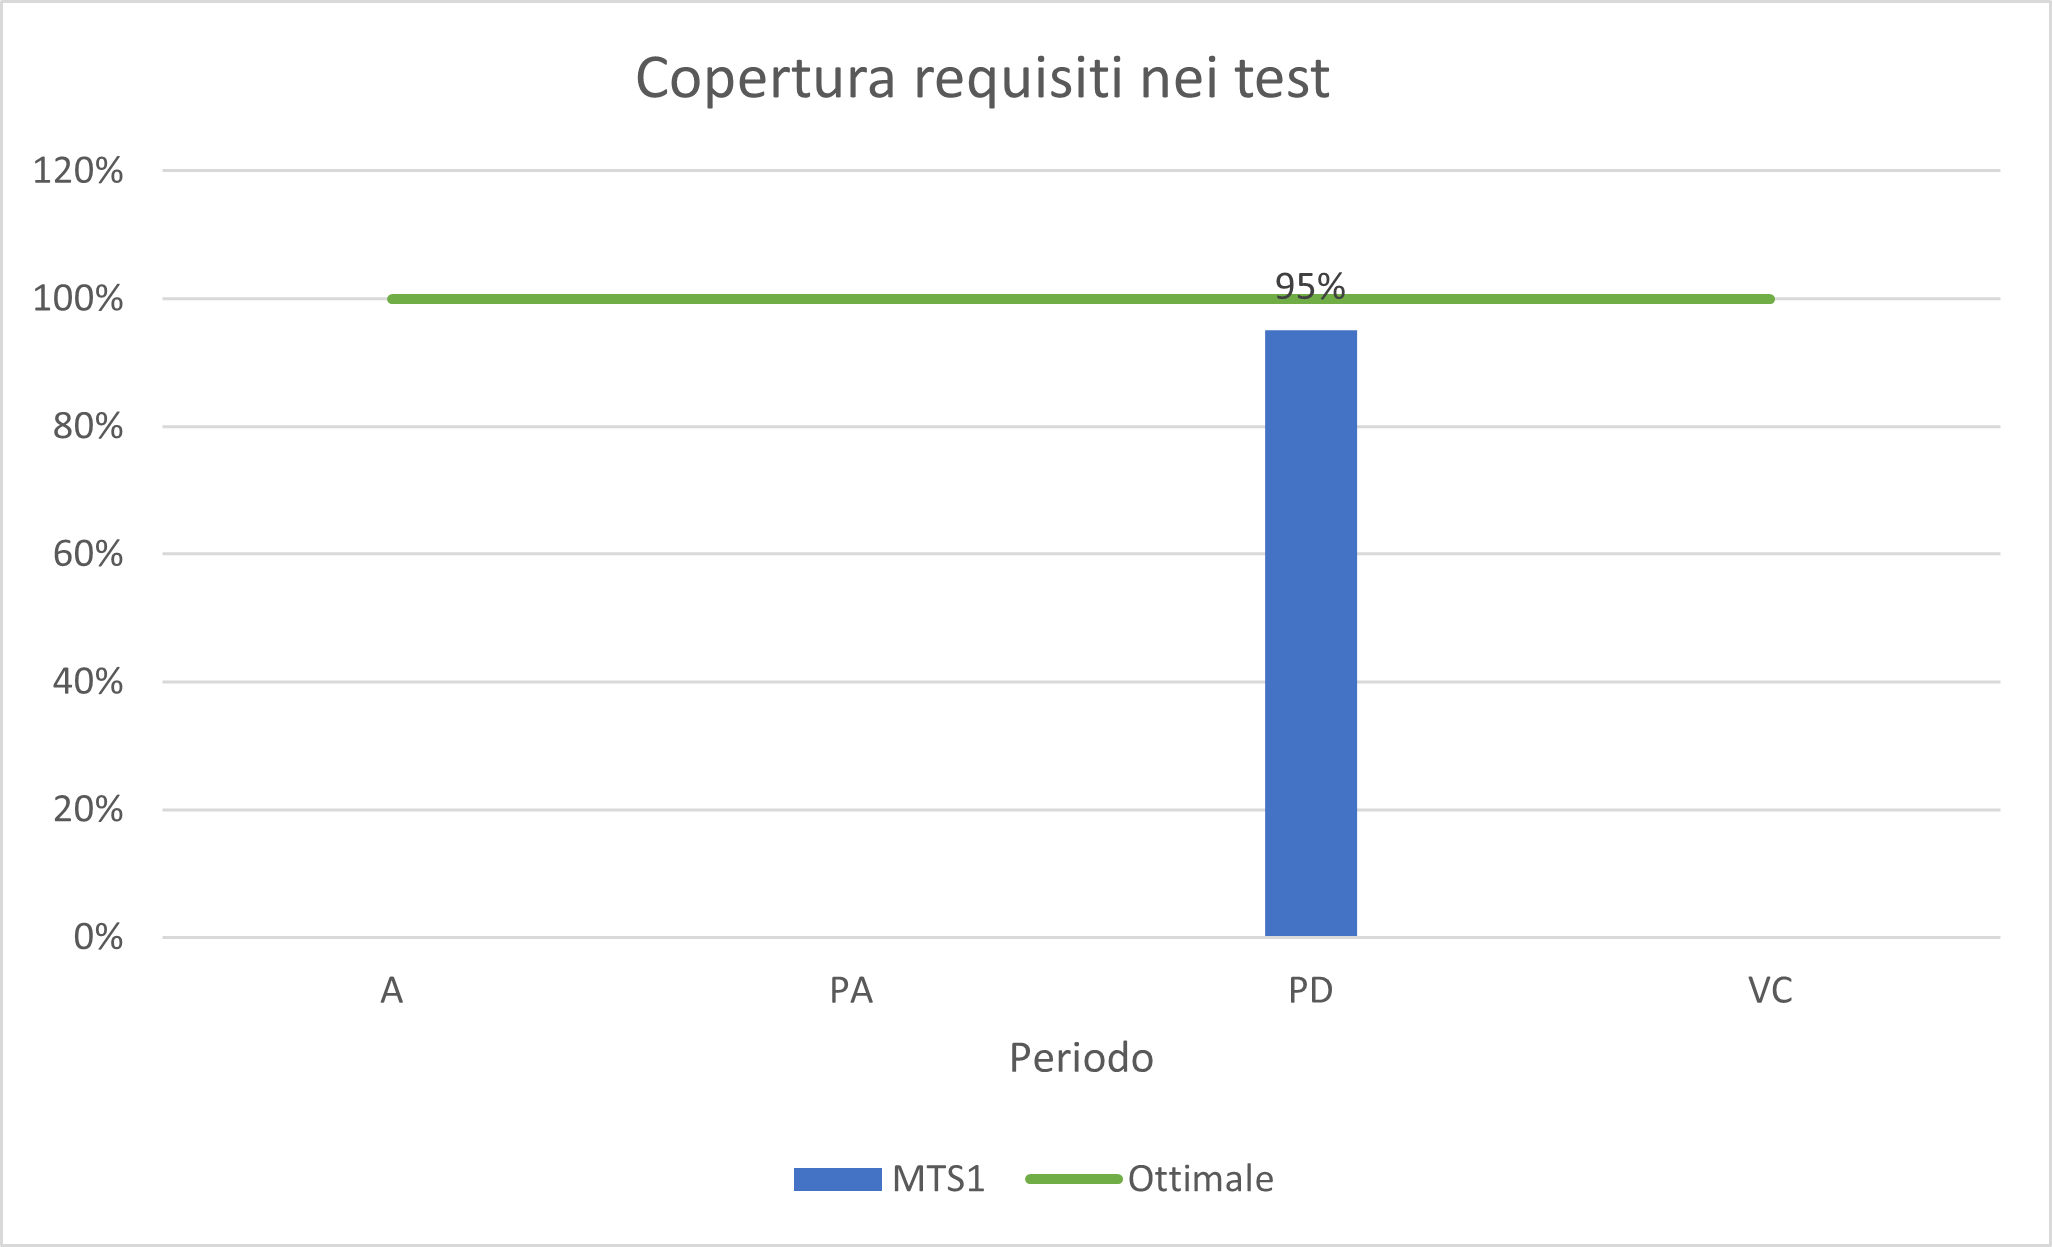 Copertura requisiti nei test
120%
100%
80%
60%
40%
20%
0%
95%
A PA PD VC
Periodo
MTS1 Ottimale